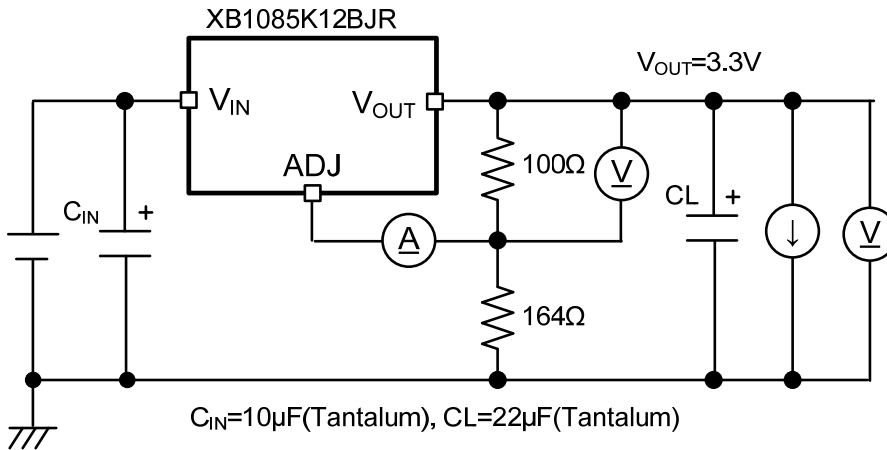 XB1085K12BJR
VIN
VOUT
ADJ
VOUT=3.3V
100Ω
V
CL
+
CIN
+
A
↓
V
164Ω
CIN=10µF(Tantalum), CL=22µF(Tantalum)